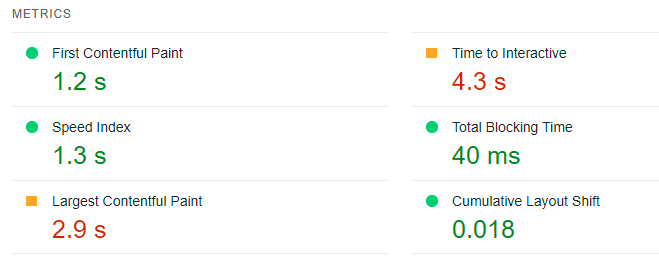 METRICS
First Contentful Paint
1.2 s
Time to Interactive
4.3 s
Speed Index
1.3 s
Total Blocking Time
40 ms
Largest Contentful Paint
2.9 s
Cumulative Layout Shift
0.018